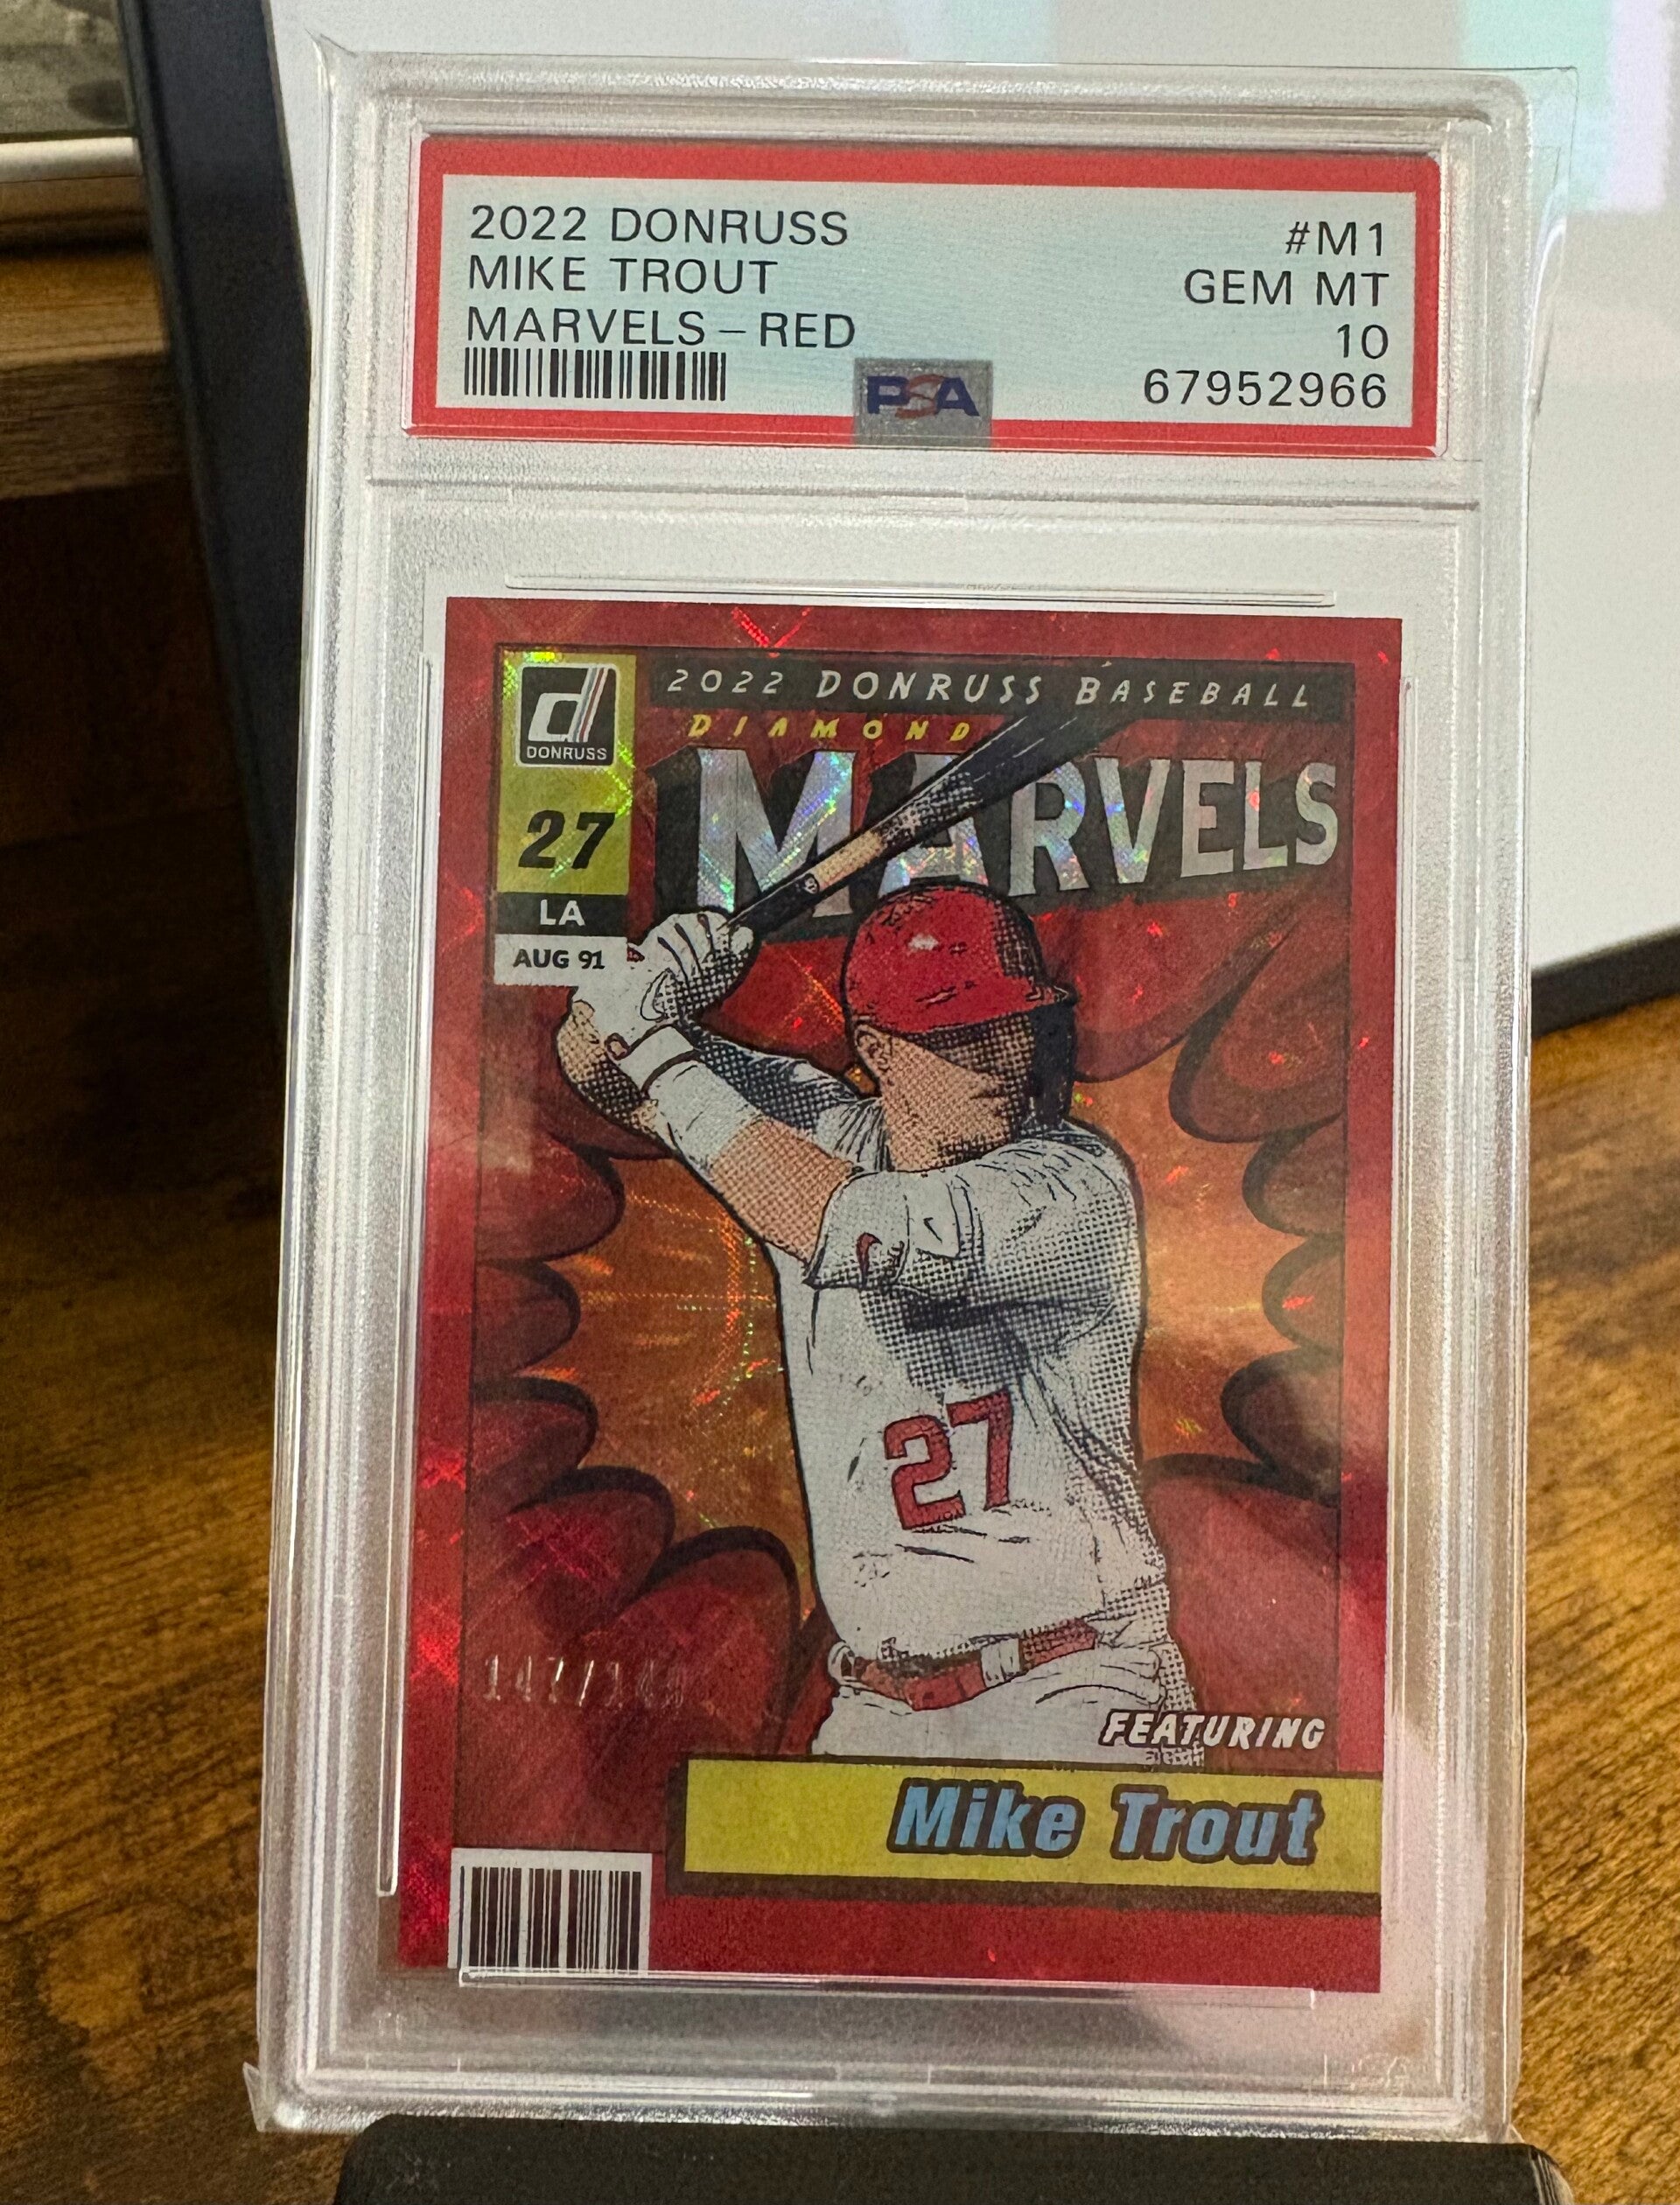 2022 DONRUSS #M1
MIKE TROUT GEM MT
MARVELS – RED 10
PSA 67952966
2022 DONRUSS BASEBALL
DIAMOND
MARVELS
d
DONRUSS
27
LA
AUG 91
27
FEATURING
Mike Trout